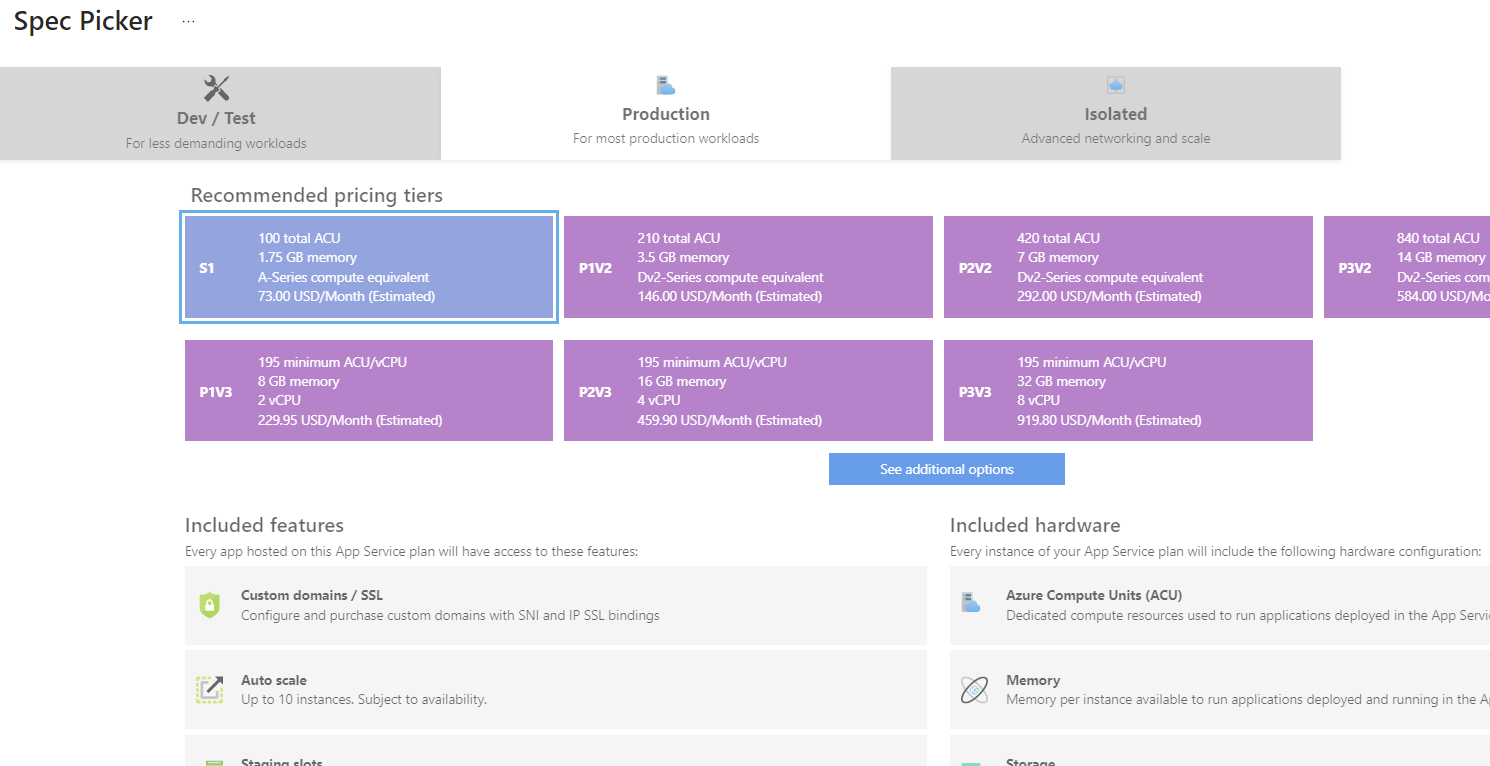 Spec Picker ...
Dev / Test
For less demanding workloads
Production
For most production workloads
Isolated
Advanced networking and scale
Recommended pricing tiers
S1
100 total ACU
1.75 GB memory
A-Series compute equivalent
73.00 USD/Month (Estimated)
P1V2
210 total ACU
3.5 GB memory
Dv2-Series compute equivalent
146.00 USD/Month (Estimated)
P2V2
420 total ACU
7 GB memory
Dv2-Series compute equivalent
292.00 USD/Month (Estimated)
P3V2
840 total ACU
14 GB memory
Dv2-Series com
584.00 USD/Mo
P1V3
195 minimum ACU/vCPU
8 GB memory
2 vCPU
229.95 USD/Month (Estimated)
P2V3
195 minimum ACU/vCPU
16 GB memory
4 vCPU
459.90 USD/Month (Estimated)
P3V3
195 minimum ACU/vCPU
32 GB memory
8 vCPU
919.80 USD/Month (Estimated)
See additional options
Included features
Every app hosted on this App Service plan will have access to these features:
Custom domains / SSL
Configure and purchase custom domains with SNI and IP SSL bindings
Auto scale
Up to 10 instances. Subject to availability.
Staging slots
Included hardware
Every instance of your App Service plan will include the following hardware configuration:
Azure Compute Units (ACU)
Dedicated compute resources used to run applications deployed in the App Servi
Memory
Memory per instance available to run applications deployed and running in the A
Storage